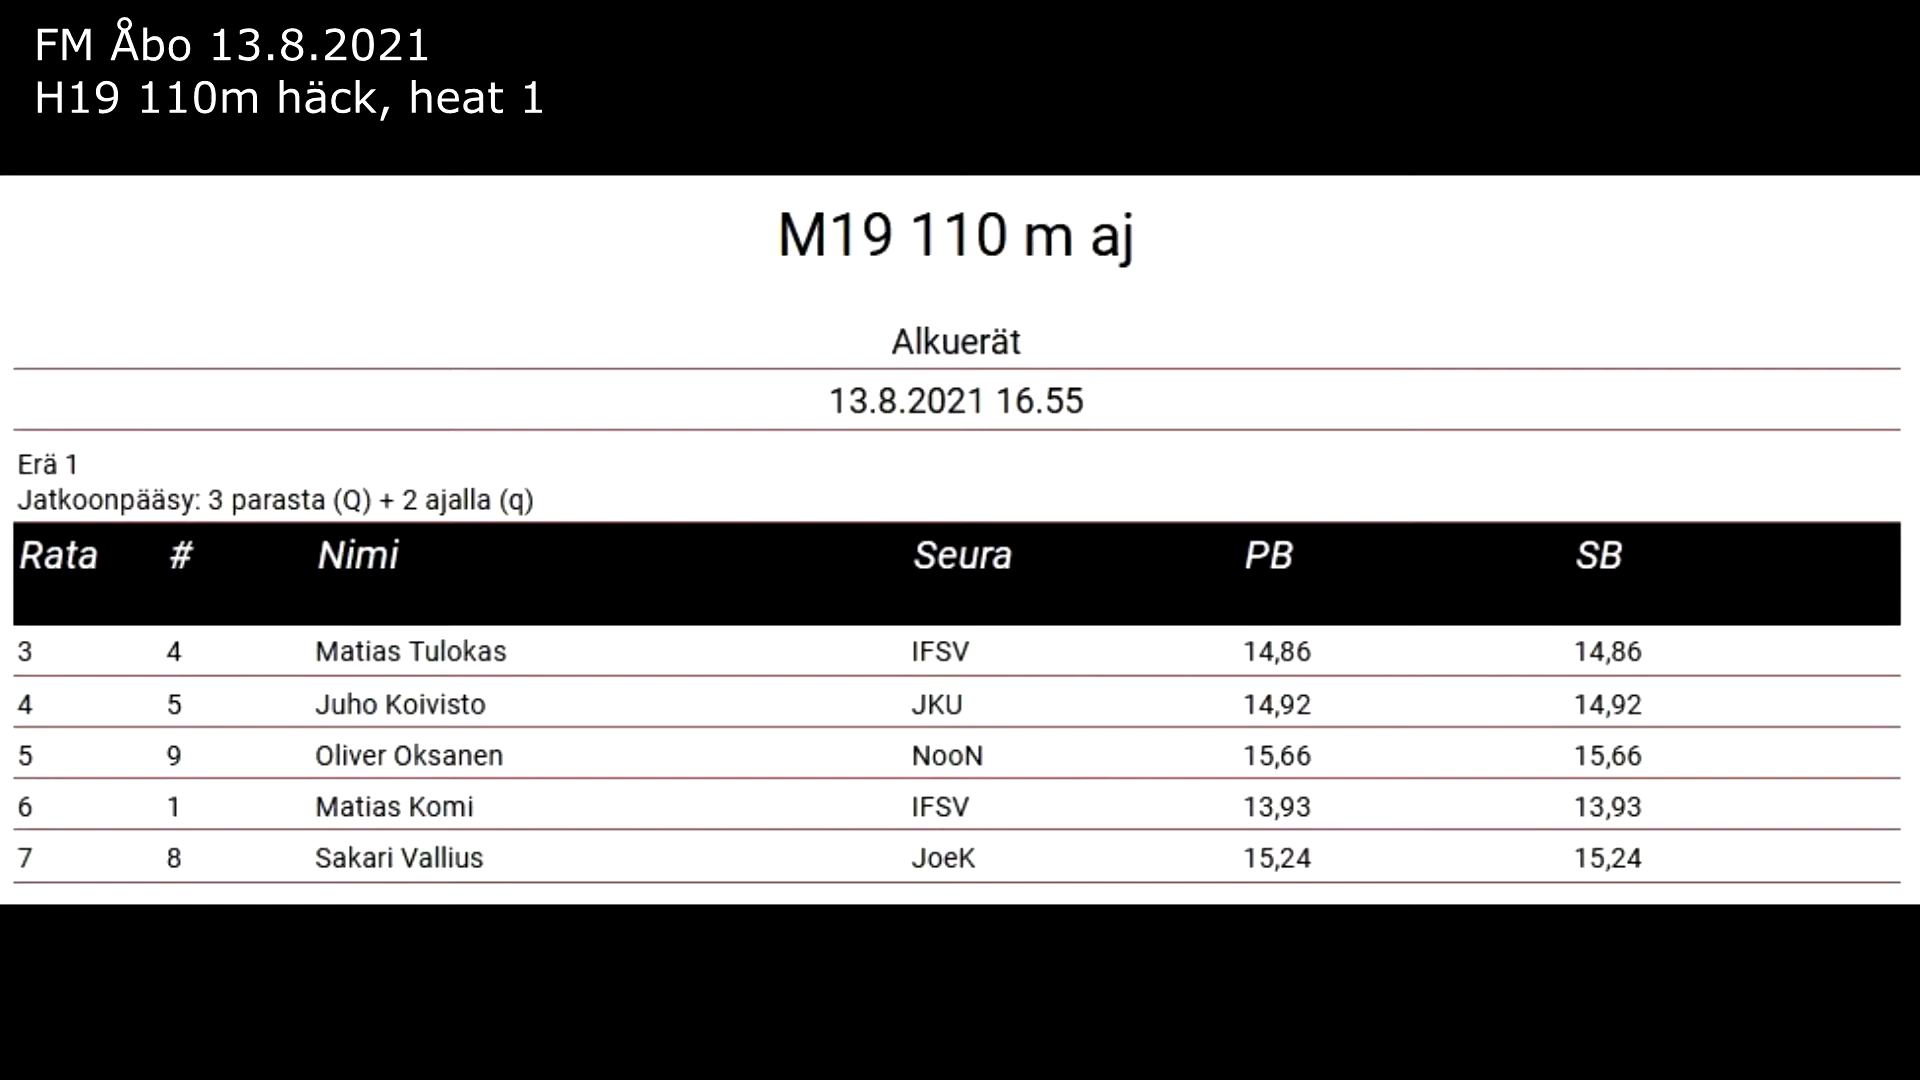 FM Åbo 13.8.2021
H19 110m häck, heat 1
M19 110 m aj
Alkuerät
13.8.2021 16.55
Erä 1
Jatkoonpääsy: 3 parasta (Q) + 2 ajalla (q)
Rata # Nimi Seura PB SB
3 4 Matias Tulokas IFSV 14,86 14,86
4 5 Juho Koivisto JKU 14,92 14,92
5 9 Oliver Oksanen NooN 15,66 15,66
6 1 Matias Komi IFSV 13,93 13,93
7 8 Sakari Vallius JoeK 15,24 15,24